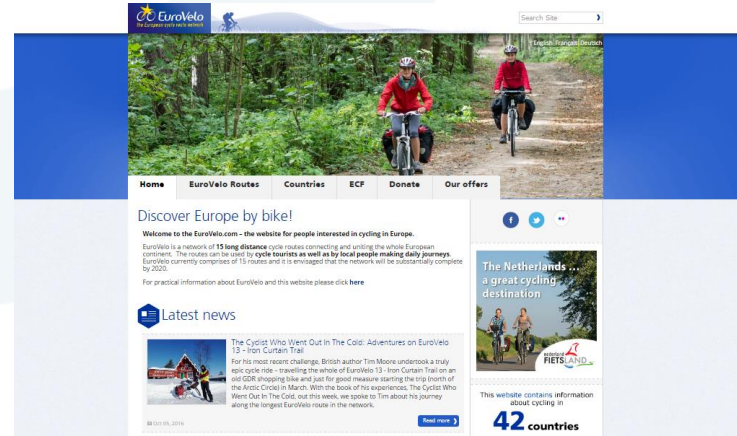 EuroVelo
The European cycle route network
Search Site
English Français Deutsch
Home EuroVelo Routes Countries ECF Donate Our offers
Discover Europe by bike!
Welcome to the EuroVelo.com – the website for people interested in cycling in Europe.
EuroVelo is a network of 15 long distance cycle routes connecting and uniting the whole European
continent. The routes can be used by cycle tourists as well as by local people making daily journeys.
EuroVelo currently comprises of 15 routes and it is envisaged that the network will be substantially complete
by 2020.
For practical information about EuroVelo and this website please click here
Latest news
The Cyclist Who Went Out In The Cold: Adventures on EuroVelo
13 - Iron Curtain Trail
For his most recent challenge, British author Tim Moore undertook a truly
epic cycle ride – travelling the whole of EuroVelo 13 - Iron Curtain Trail on an
old GDR shopping bike and just for good measure starting the trip (north of
the Arctic Circle) in March. With the book of his experiences, The Cyclist Who
Went Out In The Cold, out this week, we spoke to Tim about his journey
along the longest EuroVelo route in the network.
Oct 05, 2016
Read more
The Netherlands ...
a great cycling
destination
nederland
FIETSLAND
This website contains information
about cycling in
42 countries